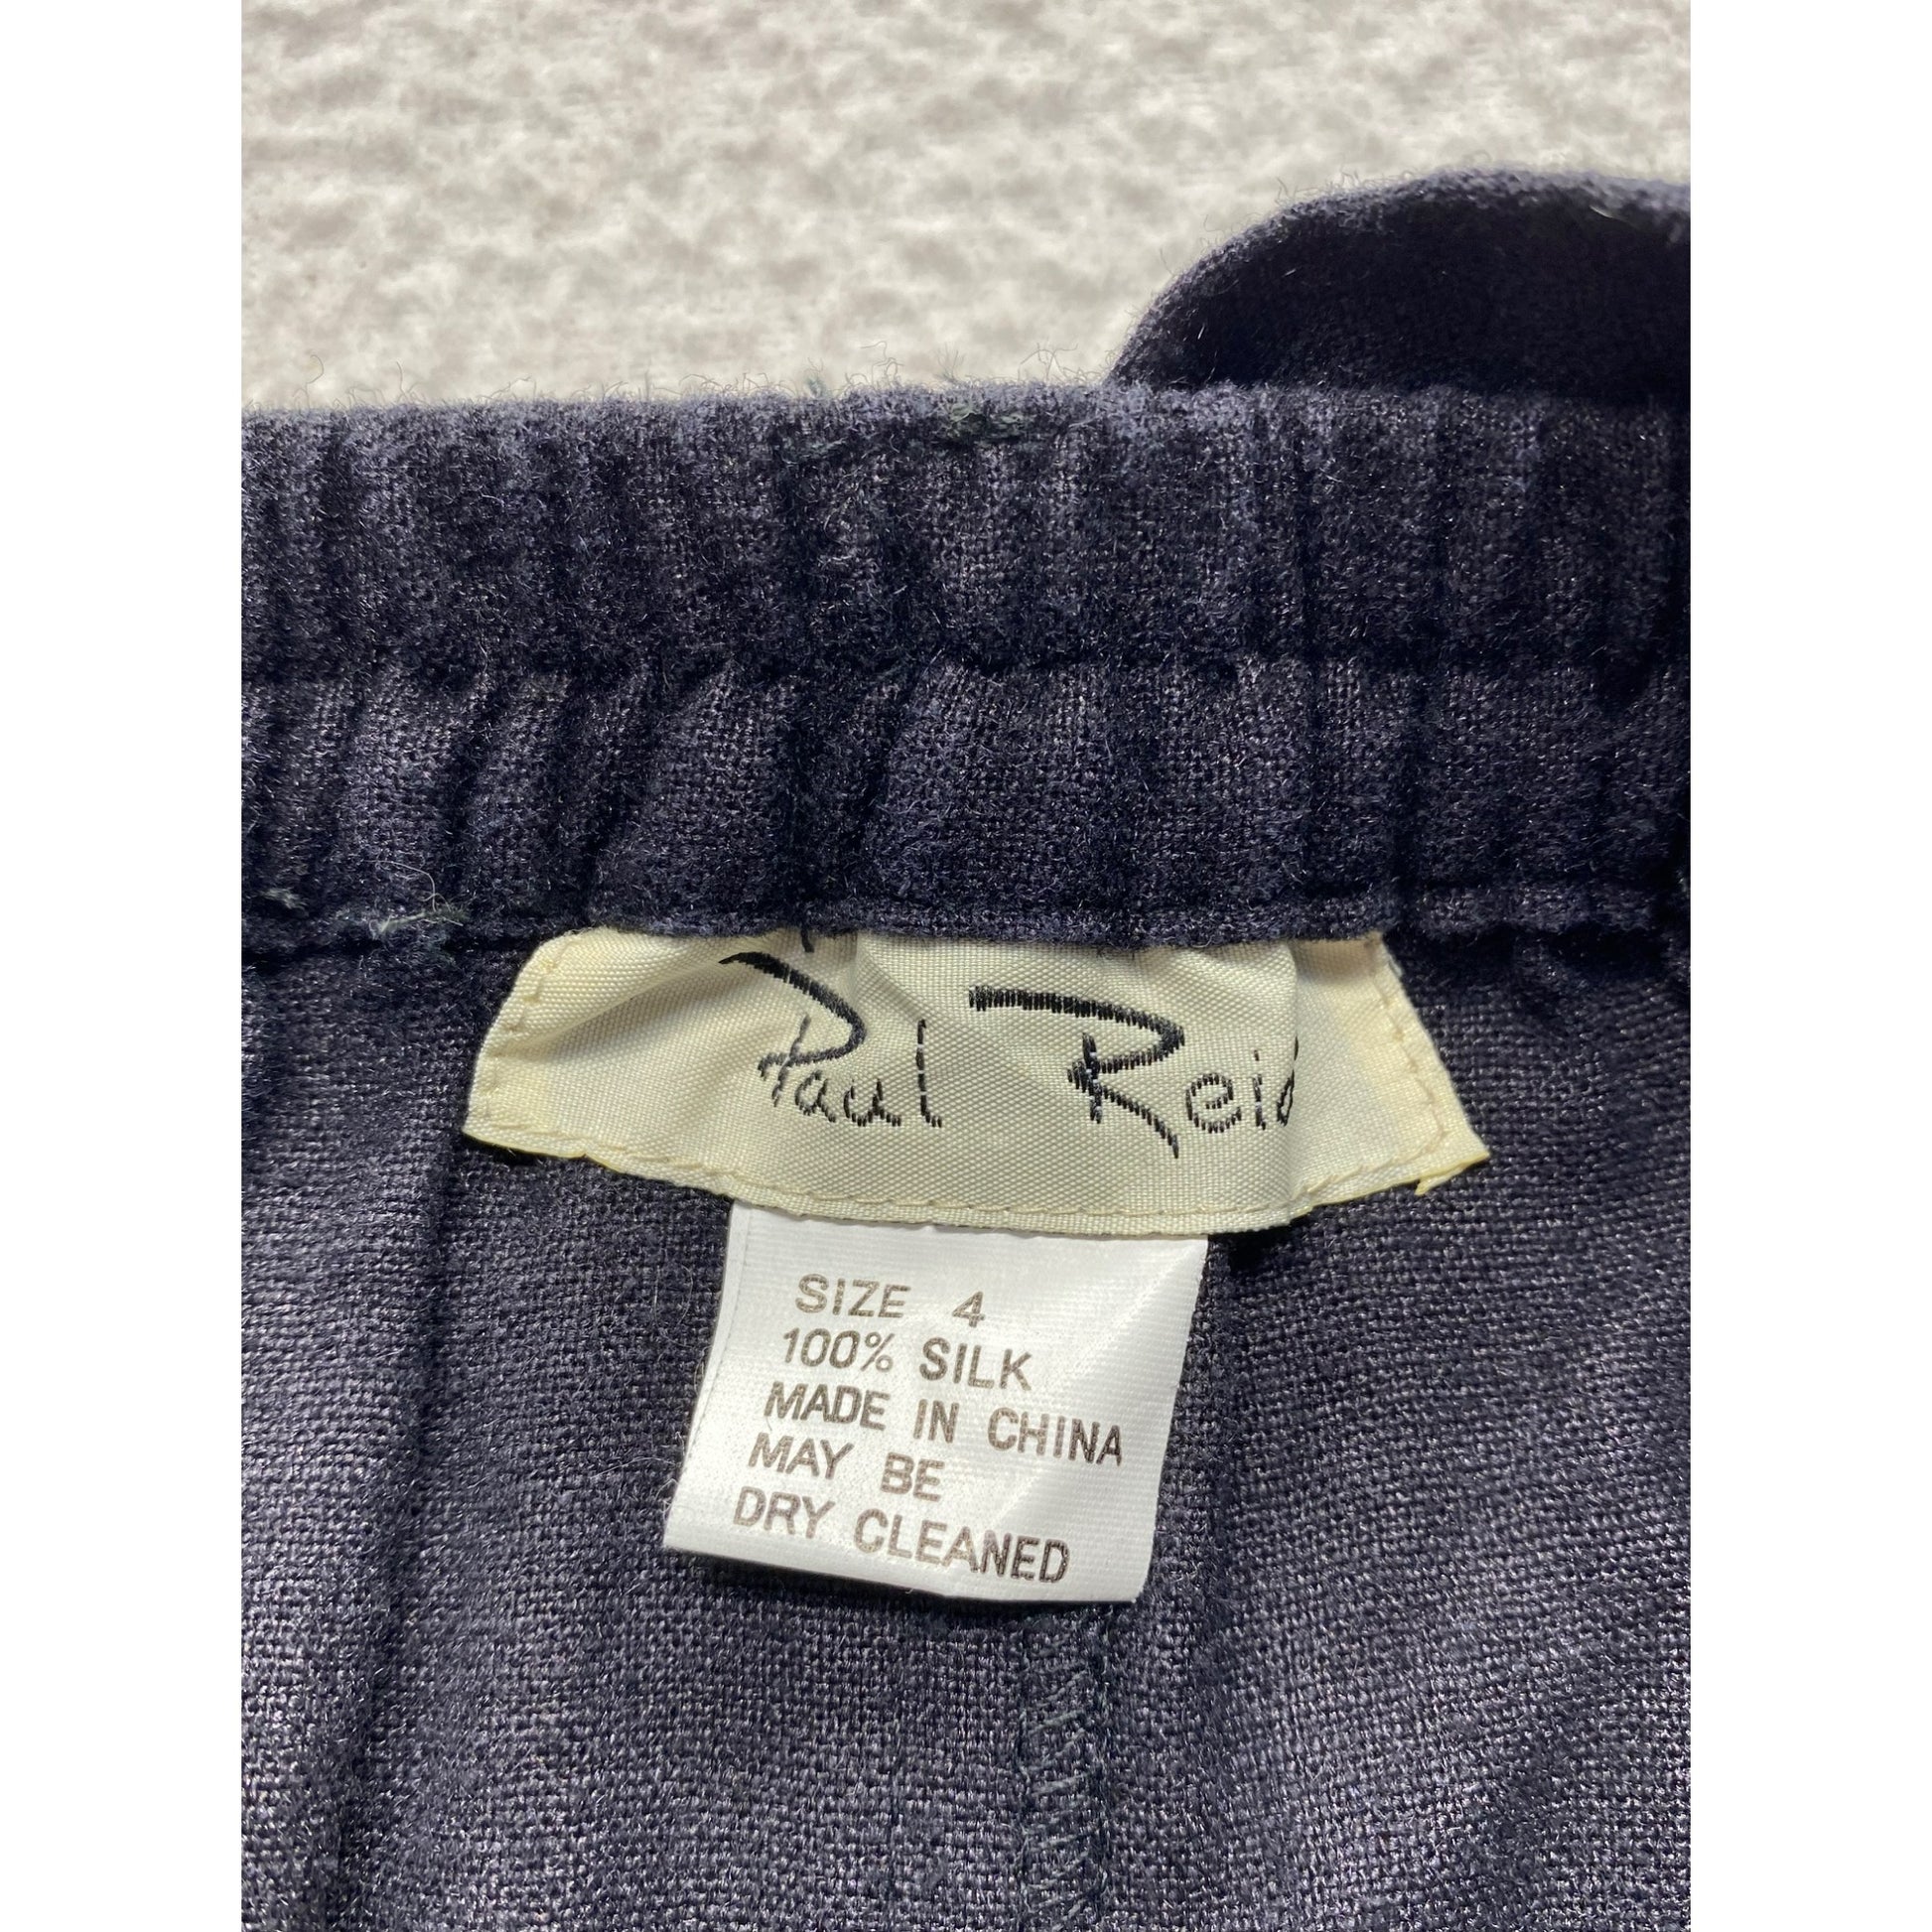 Paul Reid
SIZE 4
100% SILK
MADE IN CHINA
MAY BE
DRY CLEANED